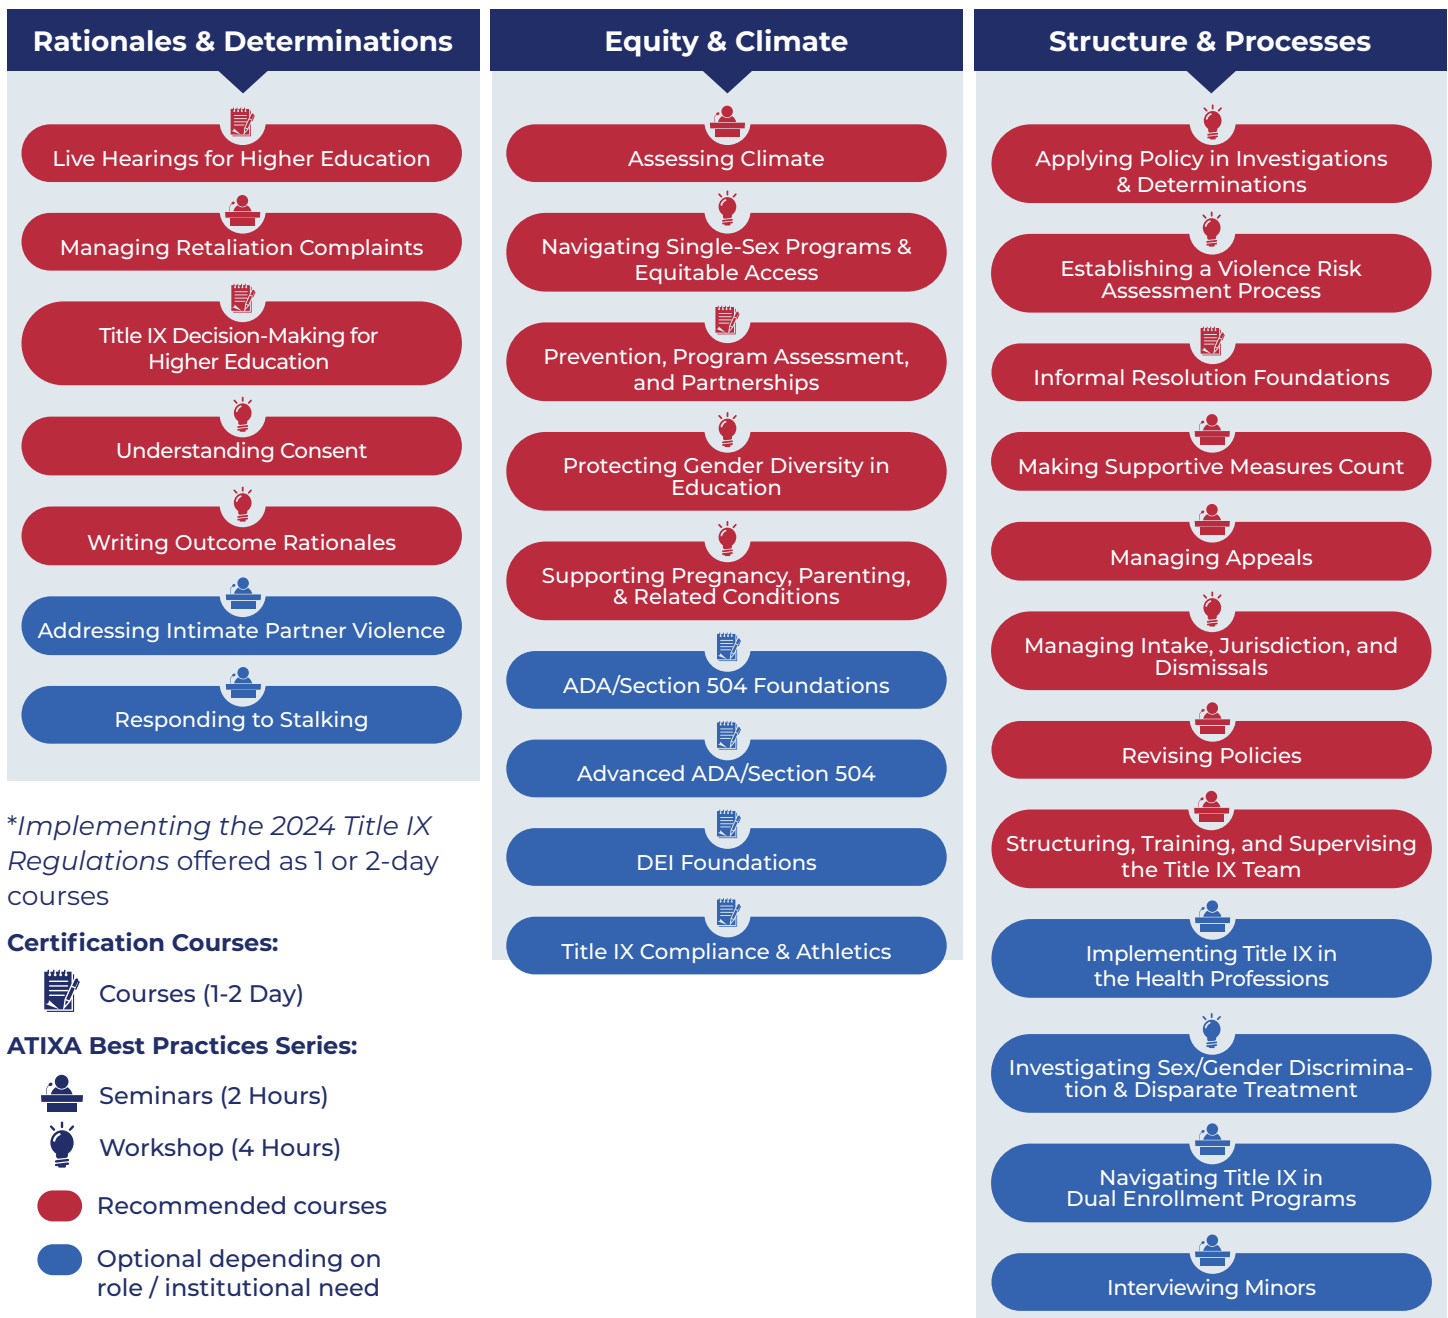 Rationales & Determinations
Live Hearings for Higher Education
Managing Retaliation Complaints
Title IX Decision-Making for
Higher Education
Understanding Consent
Writing Outcome Rationales
Addressing Intimate Partner Violence
Responding to Stalking
*Implementing the 2024 Title IX
Regulations offered as 1 or 2-day
courses
Certification Courses:
Courses (1-2 Day)
ATIXA Best Practices Series:
Seminars (2 Hours)
Workshop (4 Hours)
Recommended courses
Optional depending on
role / institutional need
Equity & Climate
Assessing Climate
Navigating Single-Sex Programs &
Equitable Access
Prevention, Program Assessment,
and Partnerships
Protecting Gender Diversity in
Education
Supporting Pregnancy, Parenting,
& Related Conditions
ADA/Section 504 Foundations
Advanced ADA/Section 504
DEI Foundations
Title IX Compliance & Athletics
Structure & Processes
Applying Policy in Investigations
& Determinations
Establishing a Violence Risk
Assessment Process
Informal Resolution Foundations
Making Supportive Measures Count
Managing Appeals
Managing Intake, Jurisdiction, and
Dismissals
Revising Policies
Structuring, Training, and Supervising
the Title IX Team
Implementing Title IX in
the Health Professions
Investigating Sex/Gender Discrimina-
tion & Disparate Treatment
Navigating Title IX in
Dual Enrollment Programs
Interviewing Minors